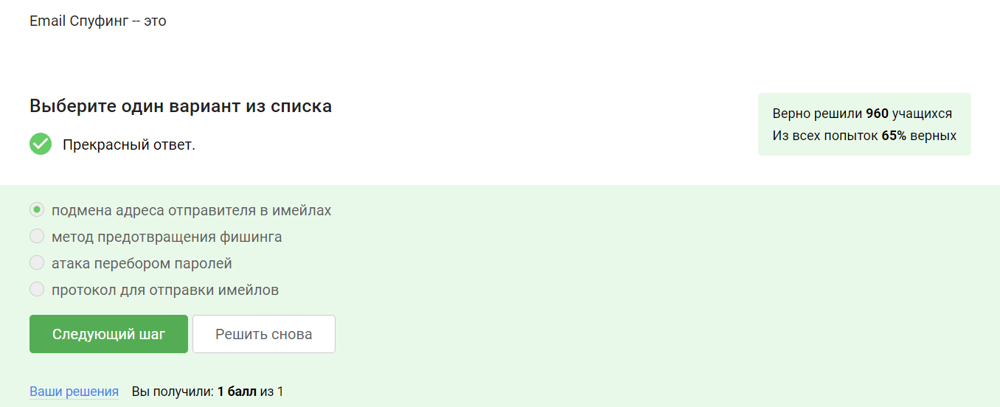 Email Спуфинг -- это
Выберите один вариант из списка
Прекрасный ответ.
Верно решили 960 учащихся
Из всех попыток 65% верных
подмена адреса отправителя в имейлах
метод предотвращения фишинга
атака перебором паролей
протокол для отправки имейлов
Следующий шаг
Решить снова
Ваши решения Вы получили: 1 балл из 1